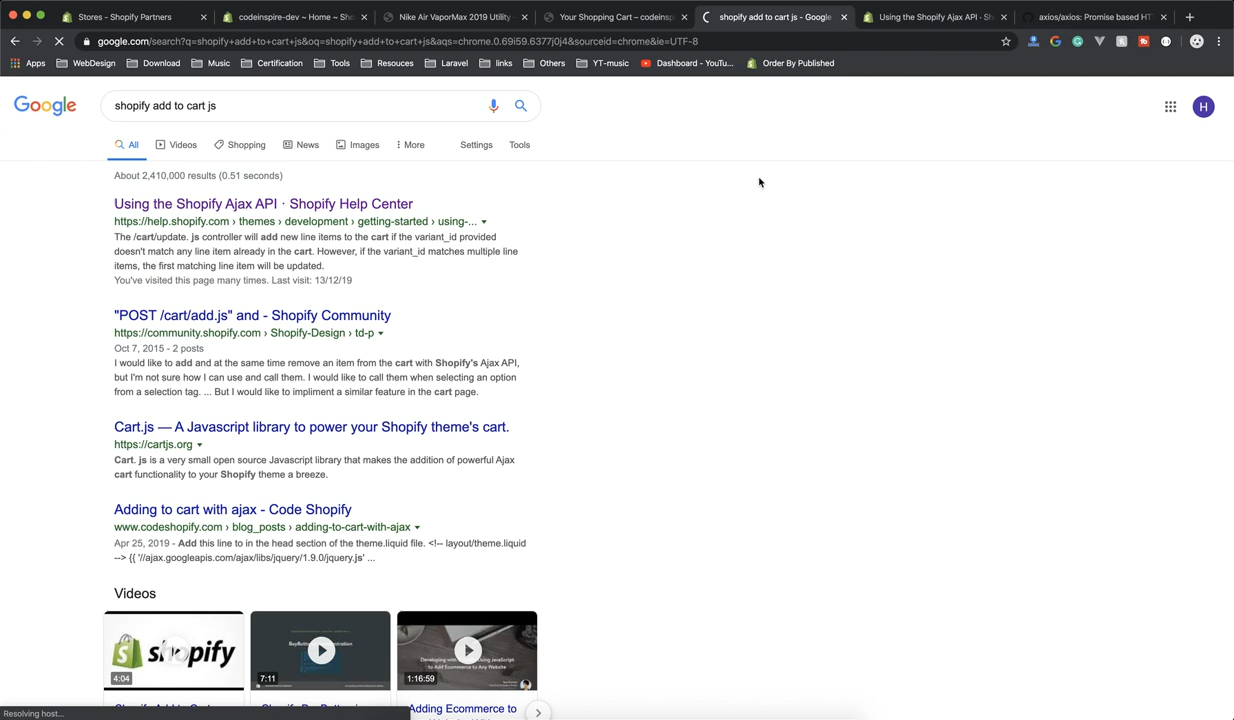 Stores - Shopify Partners
codeinspire-dev ~ Home ~ Sho
Nike Air VaporMax 2019 Utility
Your Shopping Cart – codeinsp
shopify add to cart js - Google
Using the Shopify Ajax API · Sh
axios/axios: Promise based HT
google.com/search?q=shopify+add+to+cart+js&oq=shopify+add+to+cart+js&aqs=chrome.0.69i59.6377j0j4&sourceid=chrome&ie=UTF-8
Apps WebDesign Download Music Certification Tools Resouces Laravel links Others YT-music Dashboard - YouTu... Order By Published
Google
shopify add to cart js
H
All Videos Shopping News Images More Settings Tools
About 2,410,000 results (0.51 seconds)
Using the Shopify Ajax API · Shopify Help Center
https://help.shopify.com › themes › development › getting-started › using-...
The /cart/update. js controller will add new line items to the cart if the variant_id provided
doesn't match any line item already in the cart. However, if the variant_id matches multiple line
items, the first matching line item will be updated.
You've visited this page many times. Last visit: 13/12/19
"POST /cart/add.js" and - Shopify Community
https://community.shopify.com › Shopify-Design › td-p
Oct 7, 2015 - 2 posts
I would like to add and at the same time remove an item from the cart with Shopify's Ajax API,
but I'm not sure how I can use and call them. I would like to call them when selecting an option
from a selection tag. ... But I would like to impliment a similar feature in the cart page.
Cart.js — A Javascript library to power your Shopify theme's cart.
https://cartjs.org
Cart. js is a very small open source Javascript library that makes the addition of powerful Ajax
cart functionality to your Shopify theme a breeze.
Adding to cart with ajax - Code Shopify
www.codeshopify.com › blog_posts › adding-to-cart-with-ajax
Apr 25, 2019 - Add this line to in the head section of the theme.liquid file. <!-- layout/theme.liquid
--> {{ '//ajax.googleapis.com/ajax/libs/jquery/1.9.0/jquery.js' ...
Videos
shopify
4:04
7:11
Developing with
Using JavaScript
to Add Ecommerce to Any Website
1:16:59
Adding Ecommerce to
Resolving host...